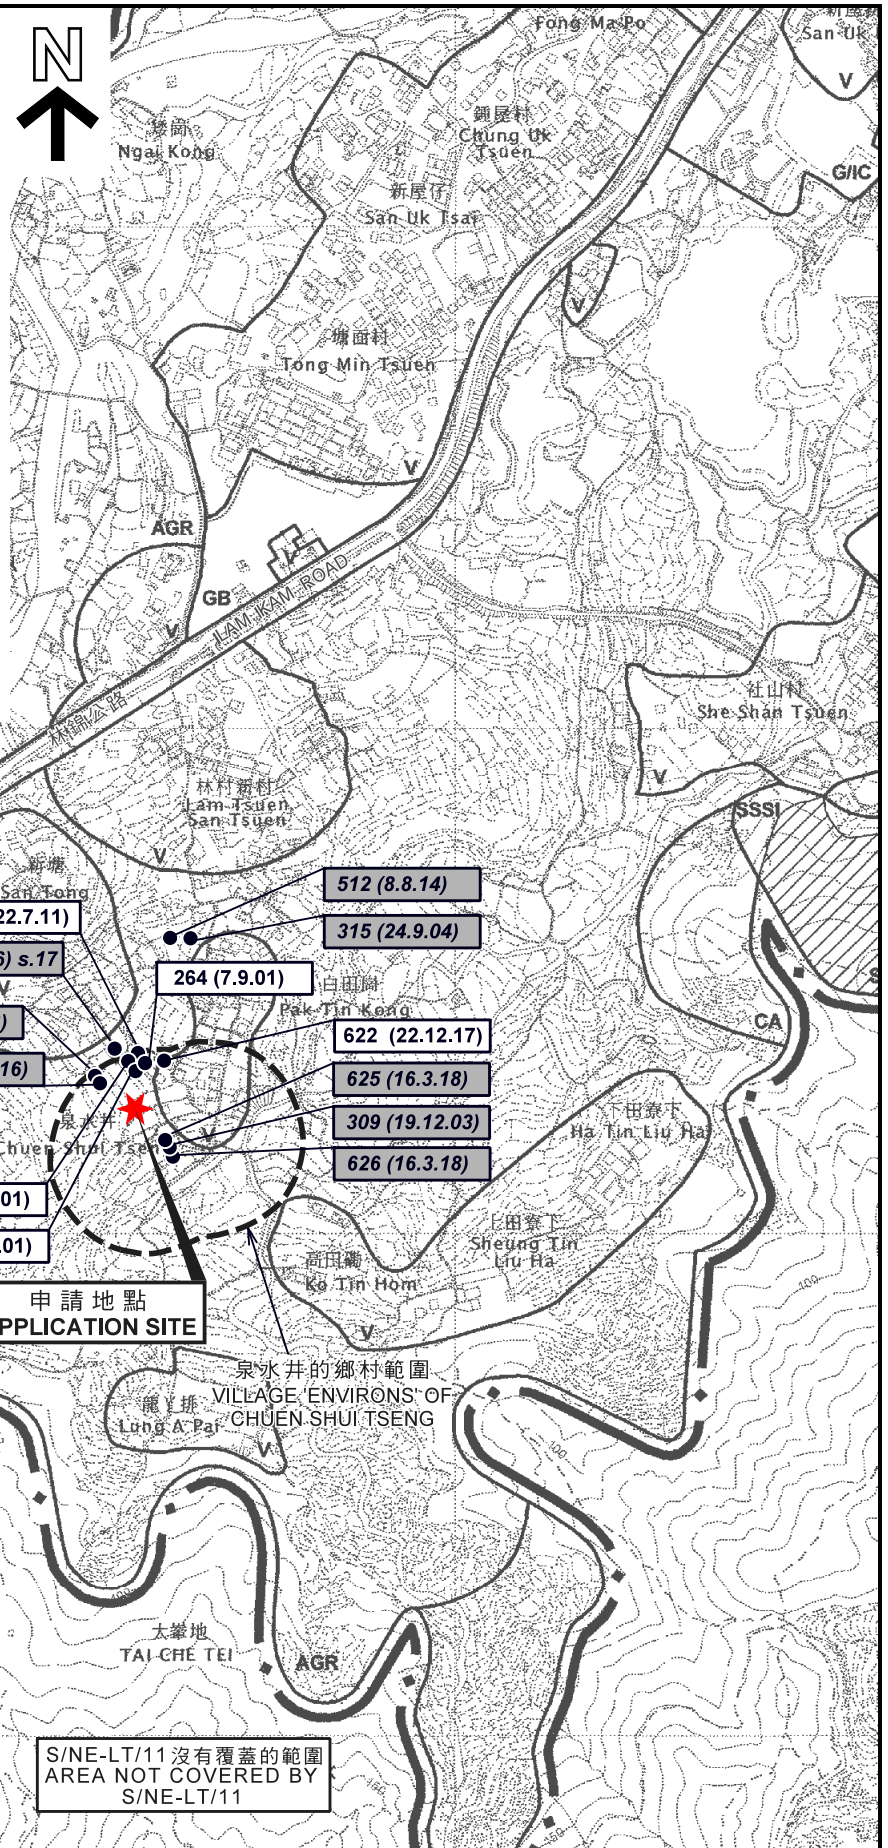 N
Fong Ma Po
San Uk
V
鍾屋村
Chung Uk
Tsuen
Ngai Kong
G/IC
新屋仔
San Uk Tsai
V
塘面村
Tong Min Tsuen
V
AGR
GB
LAM KAM ROAD
V
林錦公路
社山村
She Shan Tsuen
V
林村新村
Lam Tsuen
San Tsuen
V
SSSI
新塘
San Tong
512 (8.8.14)
22.7.11)
315 (24.9.04)
6) s.17
264 (7.9.01)
白田崗
Pak Tin Kong
V
CA
622 (22.12.17)
16)
625 (16.3.18)
309 (19.12.03)
626 (16.3.18)
泉水井
Chuen Shui Tseng
V
下田寮下
Ha Tin Liu Ha
01)
.01)
上田寮下
Sheung Tin
Liu Ha
高田磡
Ko Tin Hom
V
100
申請地點
APPLICATION SITE
泉水井的鄉村範圍
VILLAGE 'ENVIRONS' OF
CHUEN SHUI TSENG
龍丫排
Lung A Pai
V
100
TAI CHE TEI
AGR
S/NE-LT/11 沒有覆蓋的範圍
AREA NOT COVERED BY
S/NE-LT/11